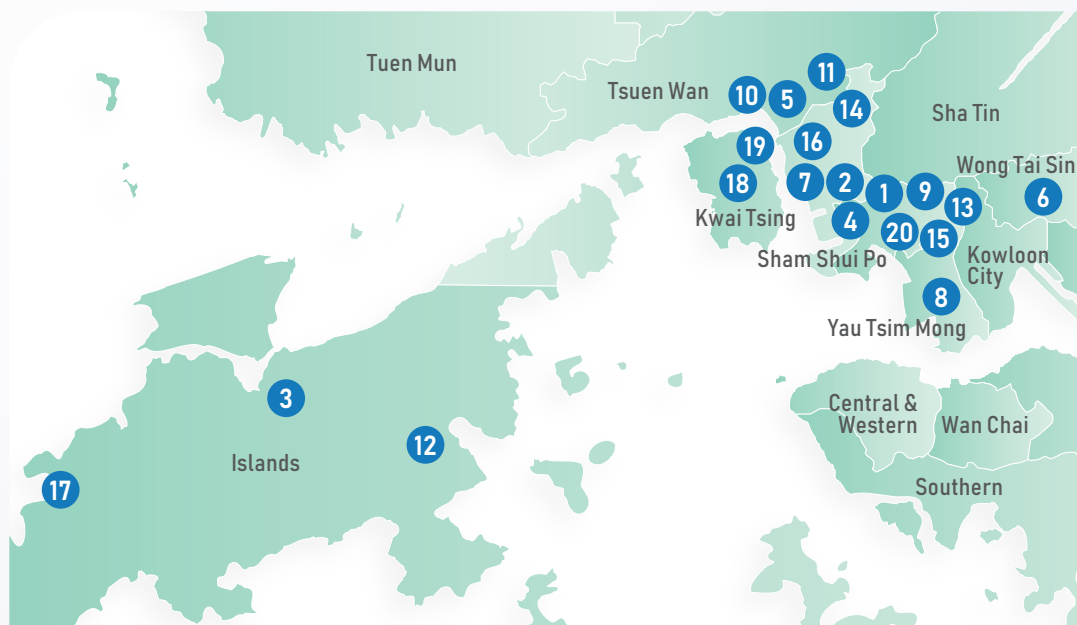 Tuen Mun
11
Tsuen Wan
10
5
14
Sha Tin
19
16
Wong Tai Sin
18
7
2
1
9
13
6
Kwai Tsing
4
20
15
Sham Shui Po
Kowloon
City
8
Yau Tsim Mong
3
Central &
Western
Wan Chai
12
Islands
17
Southern